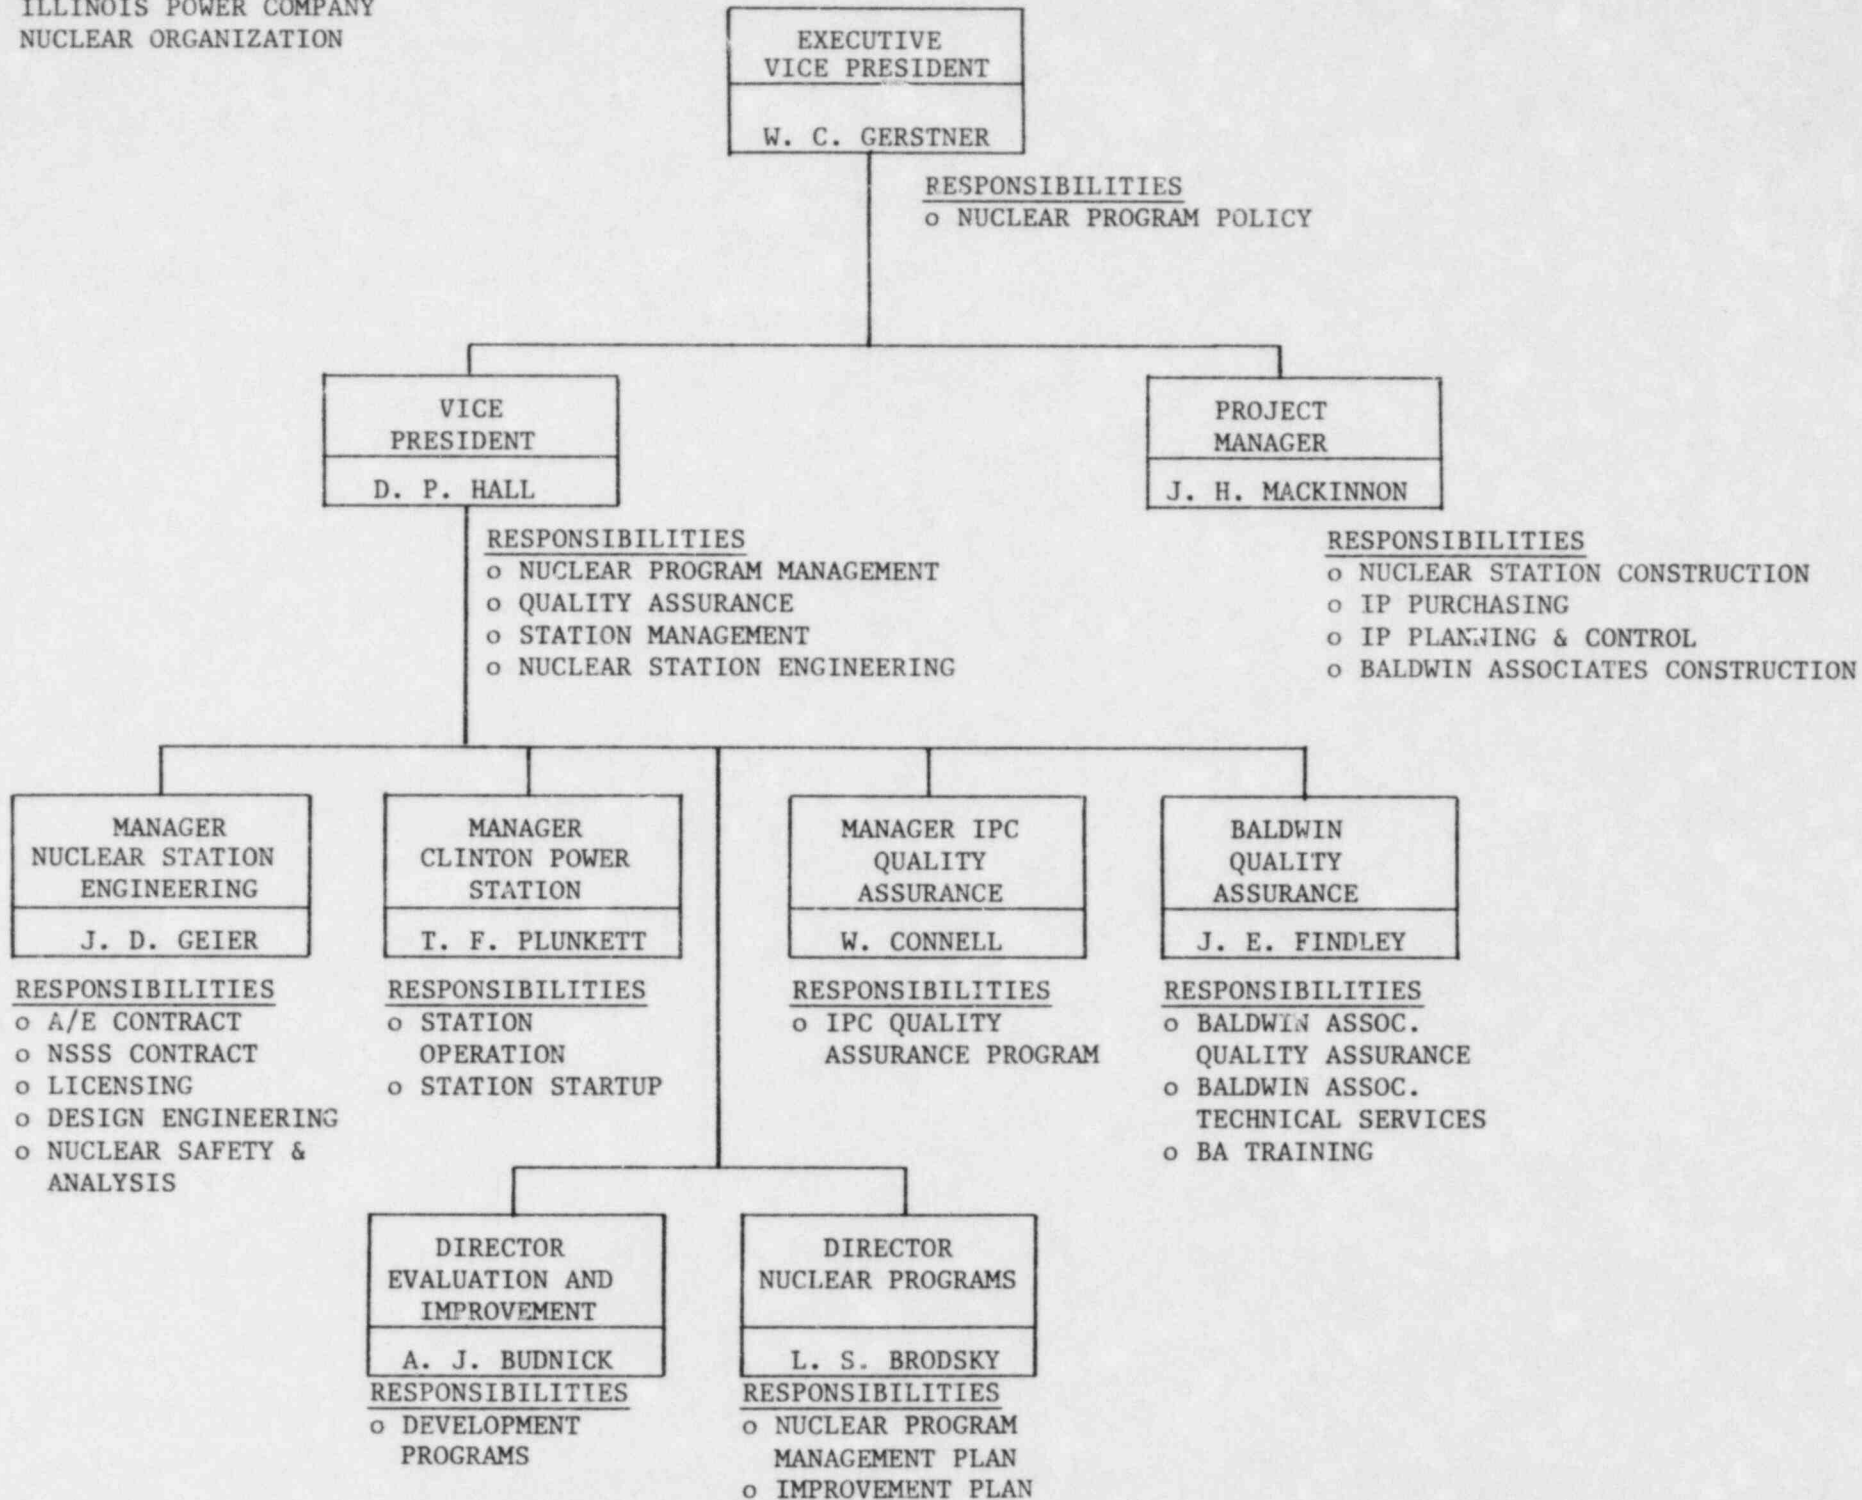 ILLINOIS POWER COMPANY
NUCLEAR ORGANIZATION
EXECUTIVE
VICE PRESIDENT
W. C. GERSTNER
RESPONSIBILITIES
o NUCLEAR PROGRAM POLICY
VICE
PRESIDENT
D. P. HALL
RESPONSIBILITIES
o NUCLEAR PROGRAM MANAGEMENT
o QUALITY ASSURANCE
o STATION MANAGEMENT
o NUCLEAR STATION ENGINEERING
PROJECT
MANAGER
J. H. MACKINNON
RESPONSIBILITIES
o NUCLEAR STATION CONSTRUCTION
o IP PURCHASING
o IP PLANNING & CONTROL
o BALDWIN ASSOCIATES CONSTRUCTION
MANAGER
NUCLEAR STATION
ENGINEERING
J. D. GEIER
RESPONSIBILITIES
o A/E CONTRACT
o NSSS CONTRACT
o LICENSING
o DESIGN ENGINEERING
o NUCLEAR SAFETY &
ANALYSIS
MANAGER
CLINTON POWER
STATION
T. F. PLUNKETT
RESPONSIBILITIES
o STATION
OPERATION
o STATION STARTUP
MANAGER IPC
QUALITY
ASSURANCE
W. CONNELL
RESPONSIBILITIES
o IPC QUALITY
ASSURANCE PROGRAM
BALDWIN
QUALITY
ASSURANCE
J. E. FINDLEY
RESPONSIBILITIES
o BALDWIN ASSOC.
QUALITY ASSURANCE
o BALDWIN ASSOC.
TECHNICAL SERVICES
o BA TRAINING
DIRECTOR
EVALUATION AND
IMPROVEMENT
A. J. BUDNICK
RESPONSIBILITIES
o DEVELOPMENT
PROGRAMS
DIRECTOR
NUCLEAR PROGRAMS
L. S. BRODSKY
RESPONSIBILITIES
o NUCLEAR PROGRAM
MANAGEMENT PLAN
o IMPROVEMENT PLAN